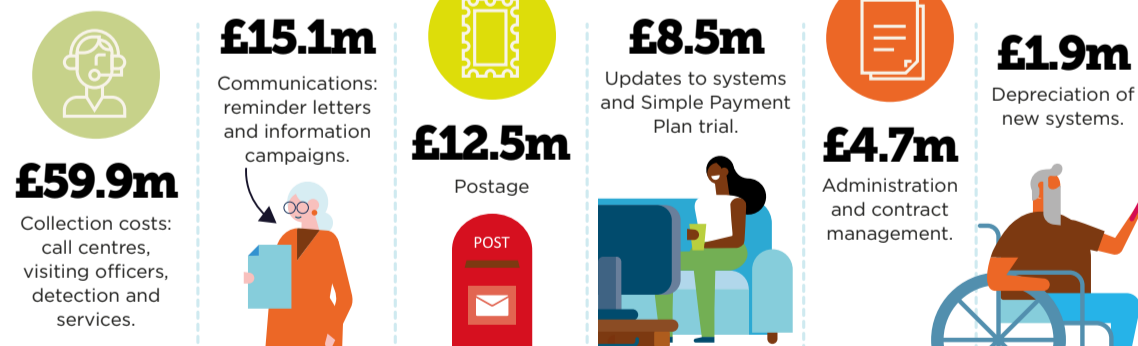 £59.9m
Collection costs:
call centres,
visiting officers,
detection and
services.
£15.1m
Communications:
reminder letters
and information
campaigns.
£12.5m
Postage
POST
£8.5m
Updates to systems
and Simple Payment
Plan trial.
£4.7m
Administration
and contract
management.
£1.9m
Depreciation of
new systems.